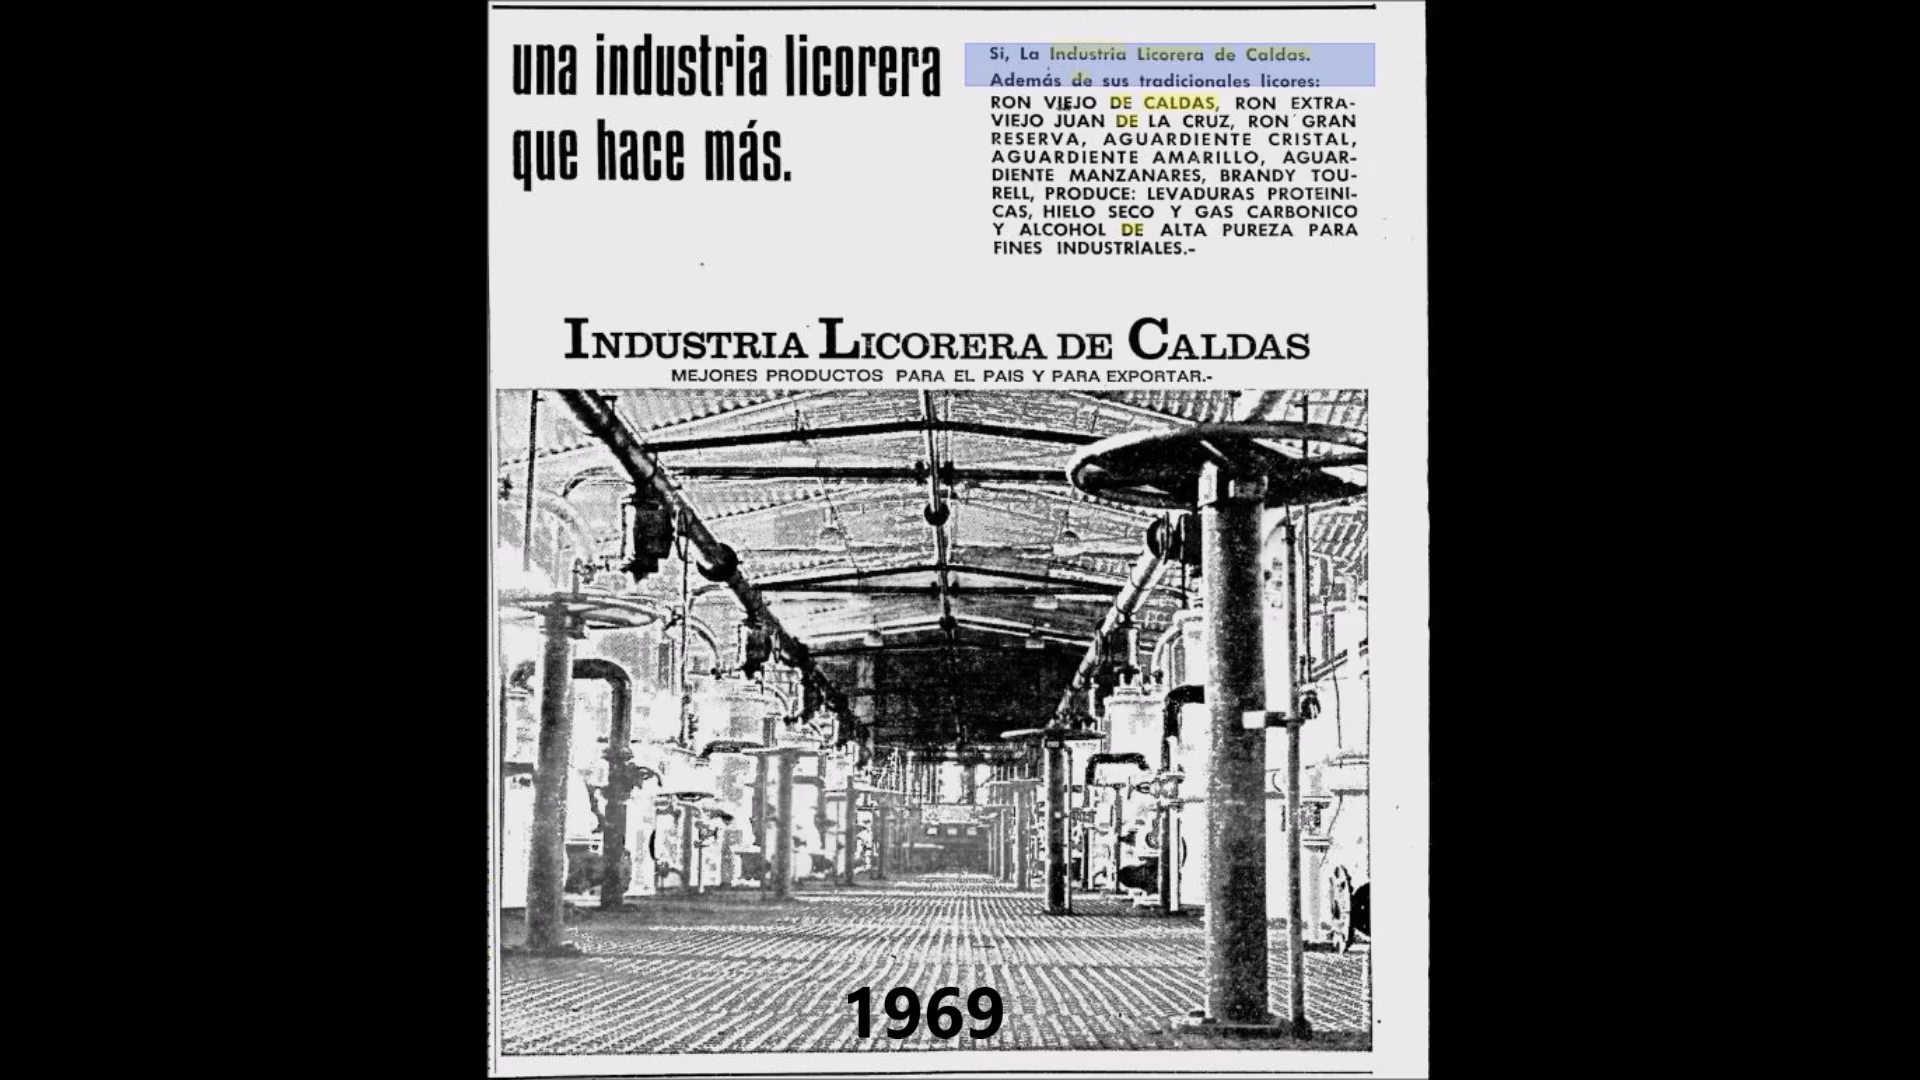 una industria licorera
que hace más.
Si, La Industria Licorera de Caldas.
Además de sus tradicionales licores:
RON VIEJO DE CALDAS, RON EXTRA-
VIEJO JUAN DE LA CRUZ, RON GRAN
RESERVA, AGUARDIENTE CRISTAL,
AGUARDIENTE AMARILLO, AGUAR-
DIENTE MANZANARES, BRANDY TOU-
RELL, PRODUCE: LEVADURAS PROTEINI-
CAS, HIELO SECO Y GAS CARBONICO
Y ALCOHOL DE ALTA PUREZA PARA
FINES INDUSTRIALES.-
INDUSTRIA LICORERA DE CALDAS
MEJORES PRODUCTOS PARA EL PAIS Y PARA EXPORTAR.-
1969